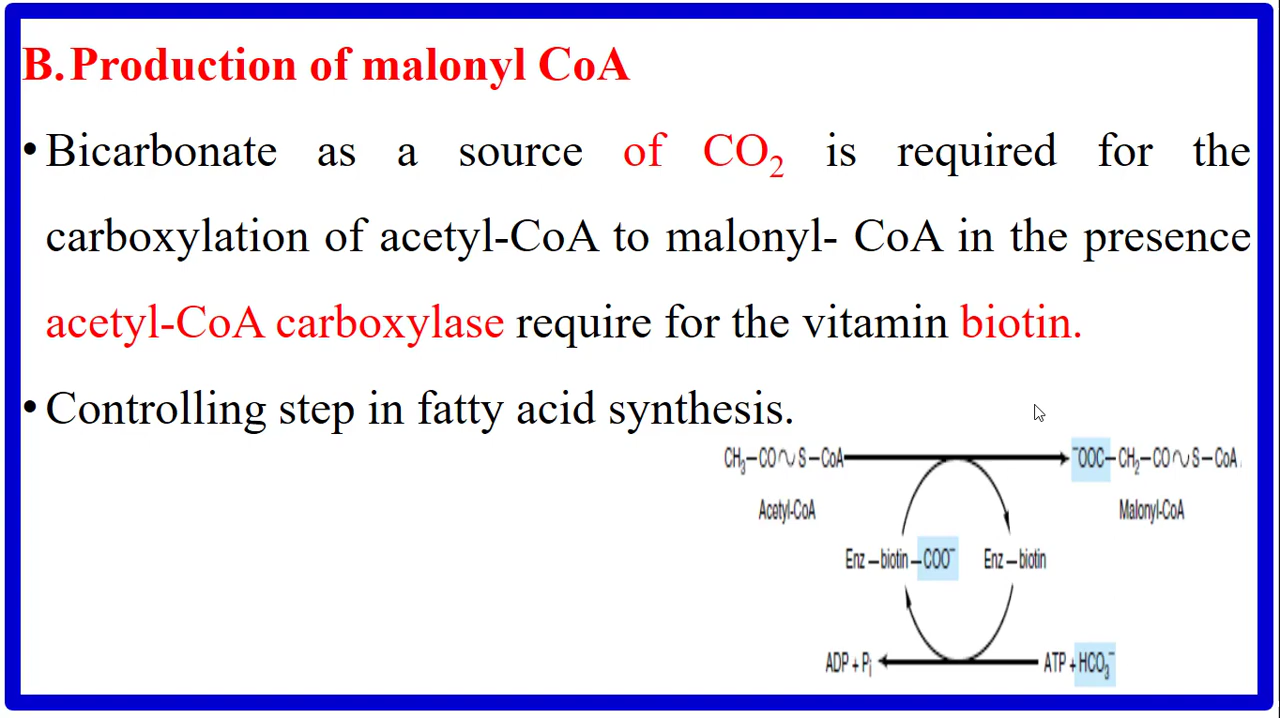 B.Production of malonyl CoA
•Bicarbonate as a source of CO₂ is required for the
carboxylation of acetyl-CoA to malonyl- CoA in the presence
acetyl-CoA carboxylase require for the vitamin biotin.
•Controlling step in fatty acid synthesis.
CH₃–CO∿S–CoA
⁻OOC–CH₂–CO∿S–CoA
Acetyl-CoA
Malonyl-CoA
Enz–biotin–COO⁻
Enz–biotin
ADP + Pᵢ
ATP + HCO₃⁻